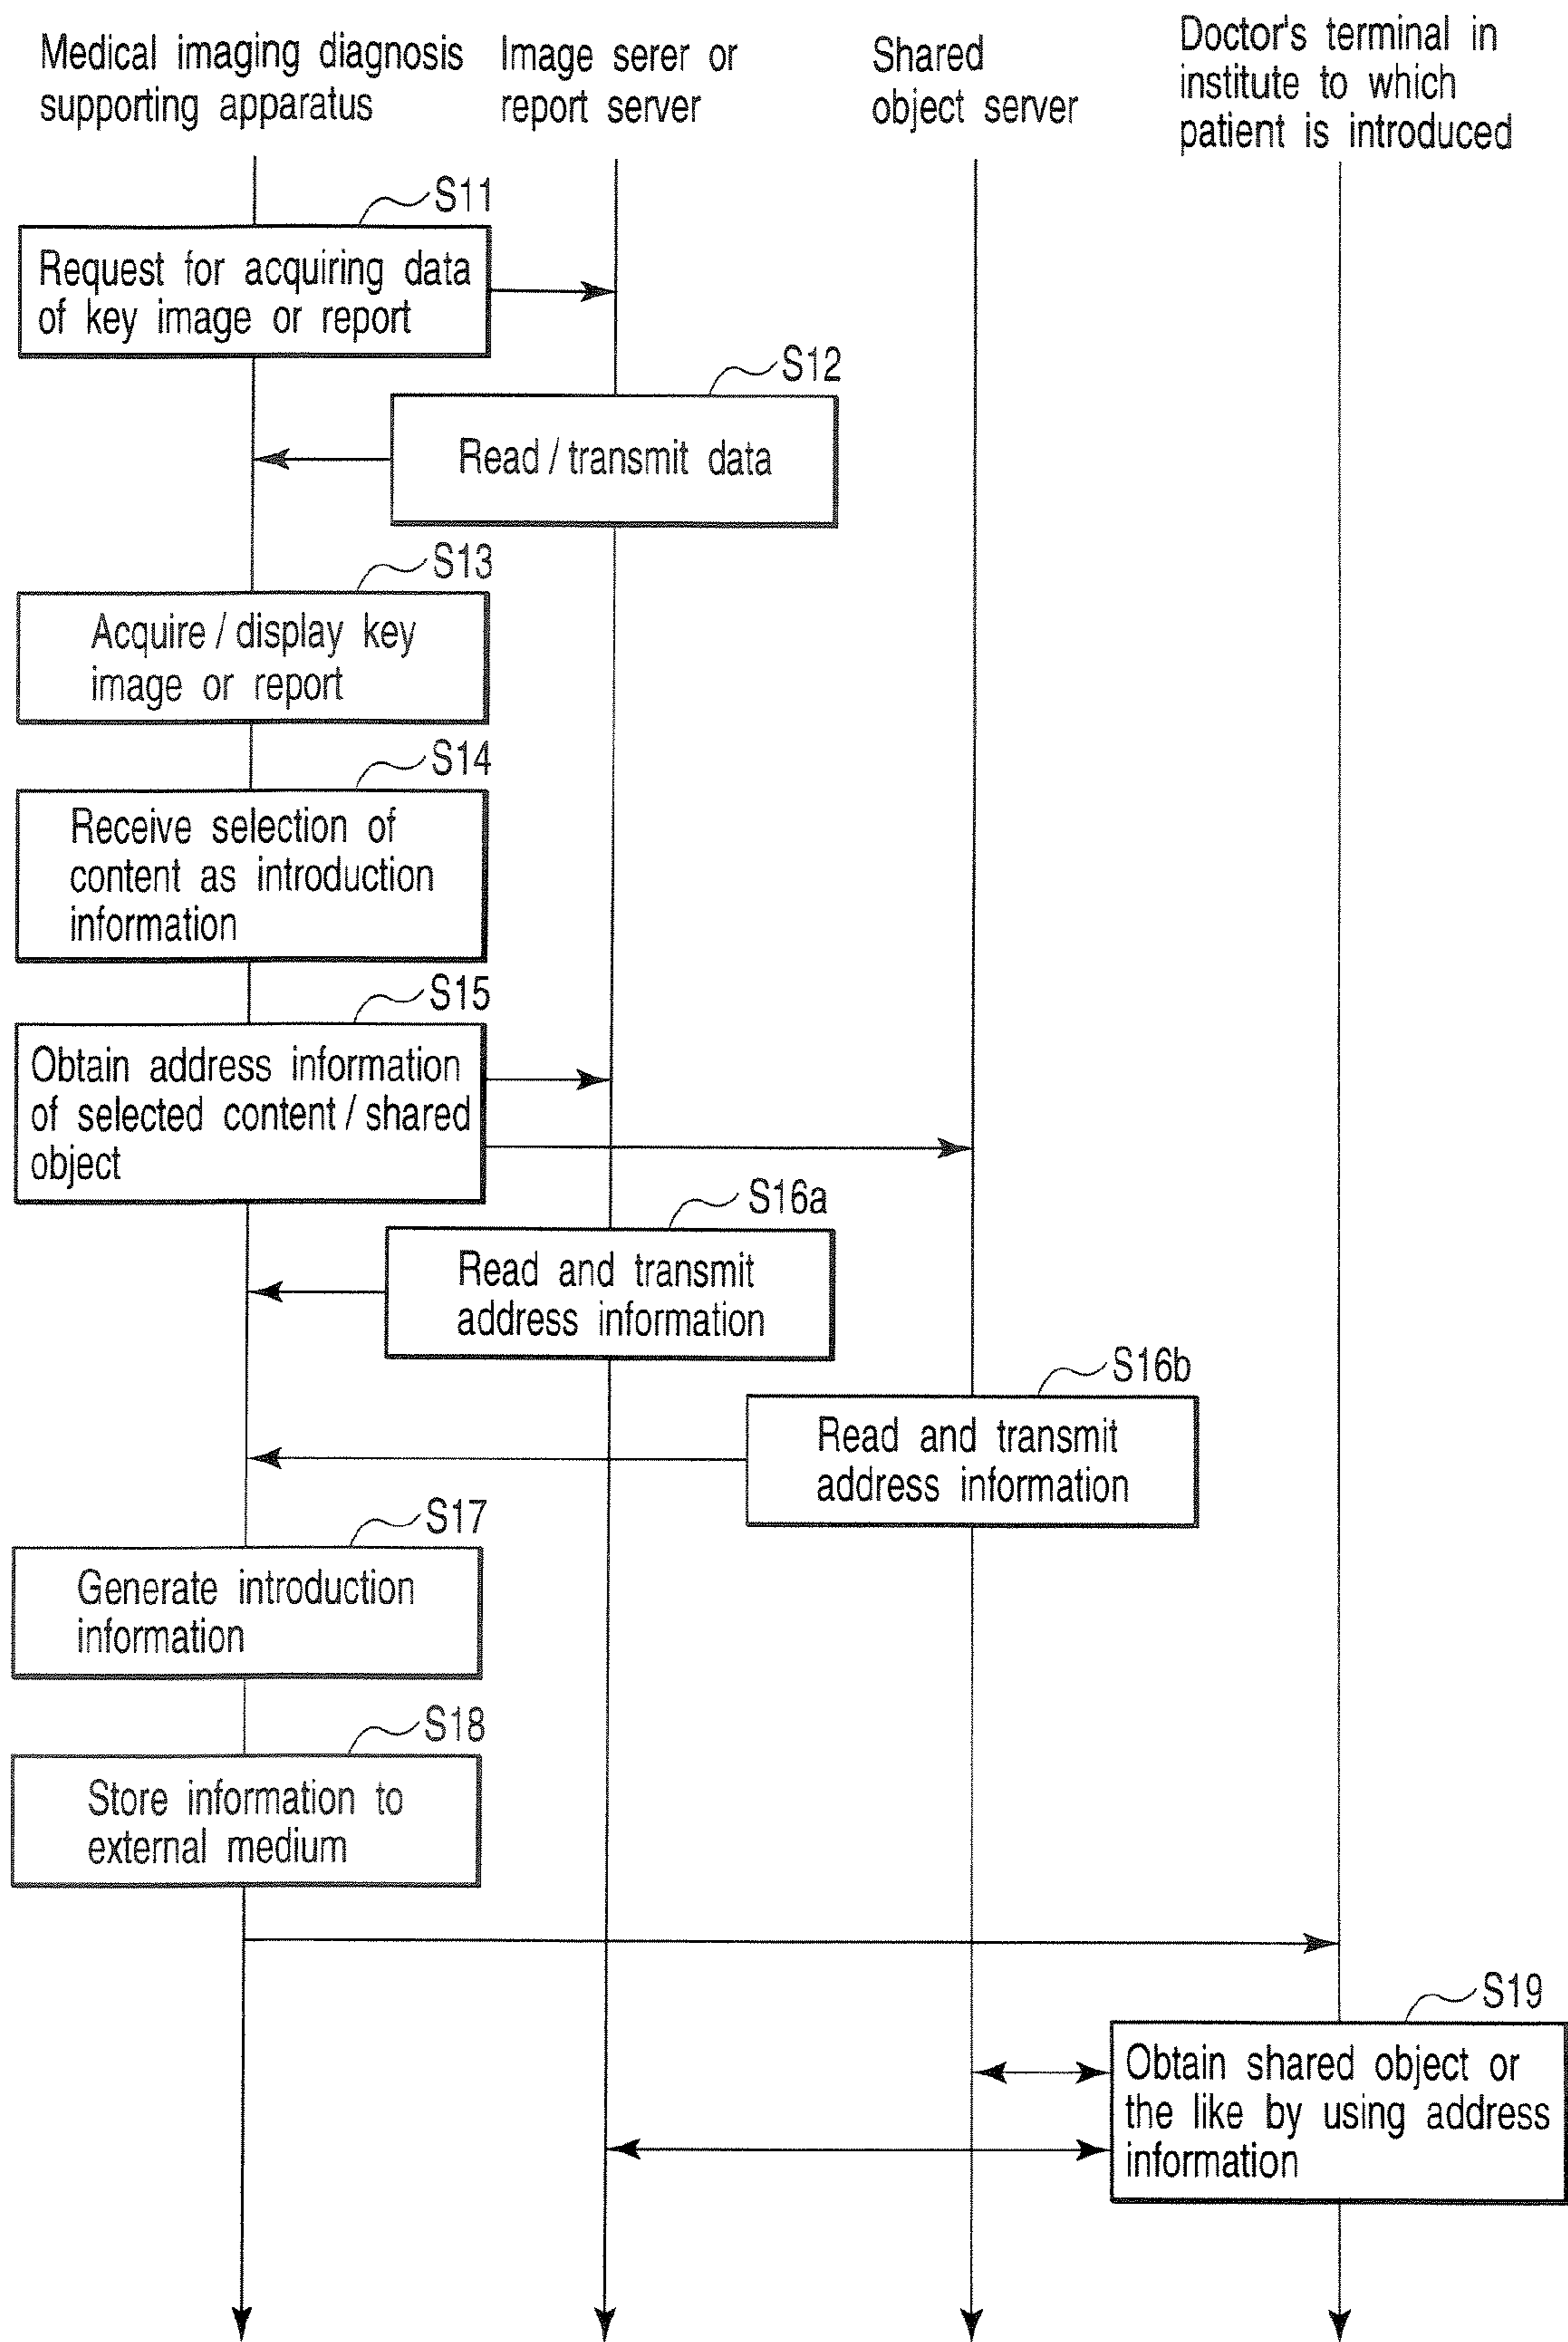 Medical imaging diagnosis
supporting apparatus
Image serer or
report server
Shared
object server
Doctor's terminal in
institute to which
patient is introduced
S11
Request for acquiring data
of key image or report
S12
Read / transmit data
S13
Acquire / display key
image or report
S14
Receive selection of
content as introduction
information
S15
Obtain address information
of selected content / shared
object
S16a
Read and transmit
address information
S16b
Read and transmit
address information
S17
Generate introduction
information
S18
Store information to
external medium
S19
Obtain shared object or
the like by using address
information